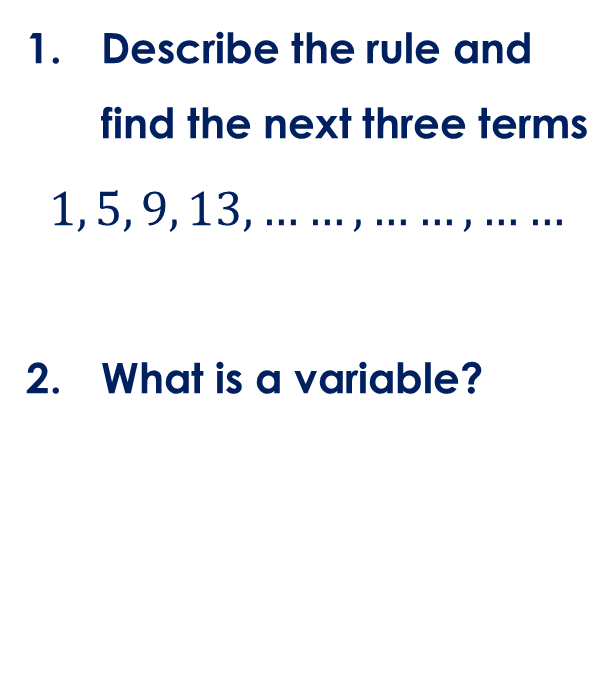 1. Describe the rule and
find the next three terms
1, 5, 9, 13, … … , … … , … …
2. What is a variable?